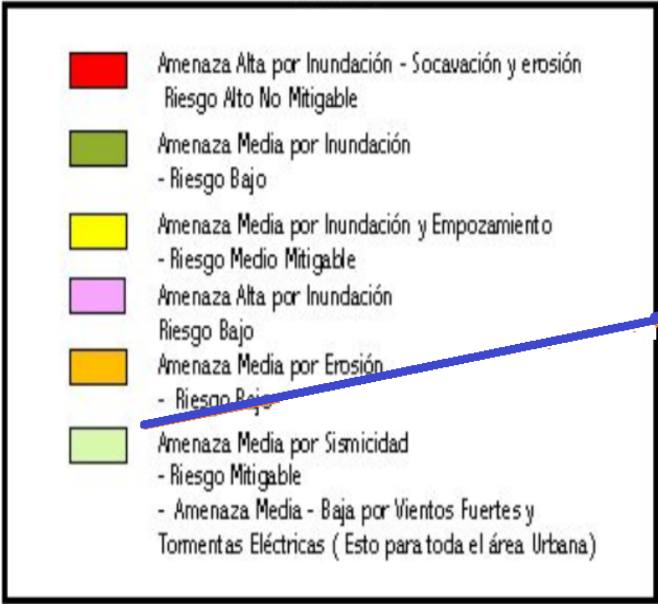 Amenaza Alta por Inundación - Socavación y erosión
Riesgo Alto No Mitigable
Amenaza Media por Inundación
- Riesgo Bajo
Amenaza Media por Inundación y Empozamiento
- Riesgo Medio Mitigable
Amenaza Alta por Inundación
Riesgo Bajo
Amenaza Media por Erosión
- Riesgo Bajo
Amenaza Media por Sismicidad
- Riesgo Mitigable
- Amenaza Media - Baja por Vientos Fuertes y
Tormentas Eléctricas ( Esto para toda el área Urbana)